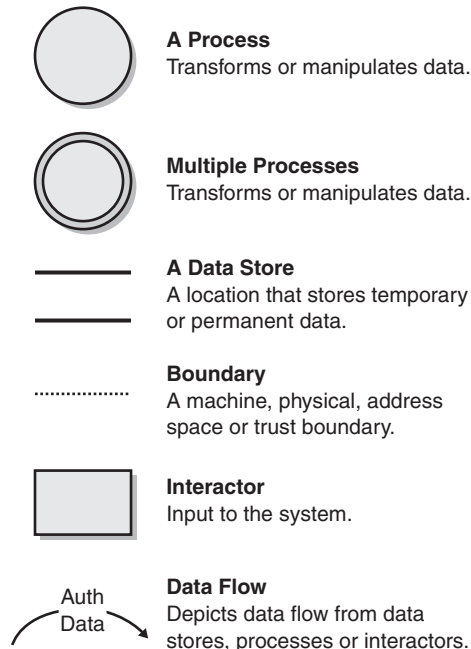 A Process
Transforms or manipulates data.
Multiple Processes
Transforms or manipulates data.
A Data Store
A location that stores temporary
or permanent data.
Boundary
A machine, physical, address
space or trust boundary.
Interactor
Input to the system.
Auth
Data
Data Flow
Depicts data flow from data
stores, processes or interactors.